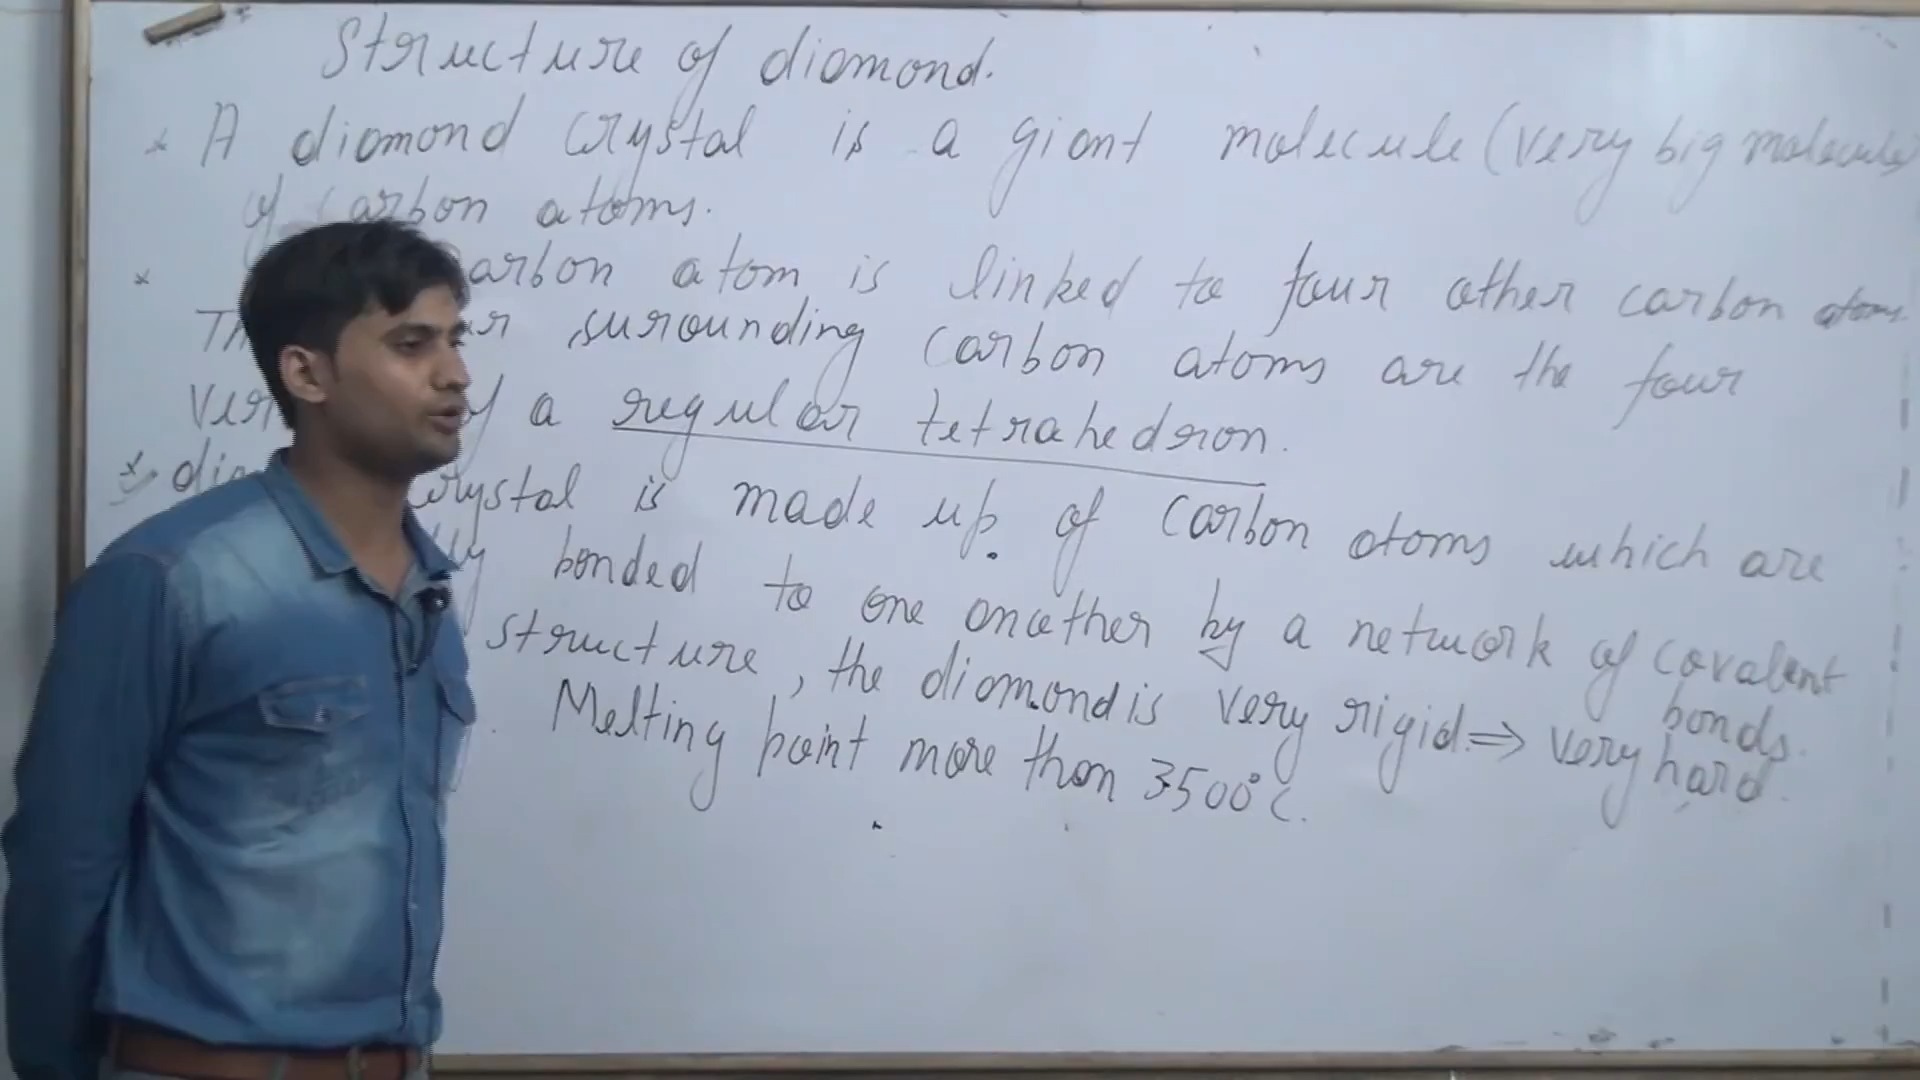 Structure of diamond.
* A diamond crystal is a giant molecule (very big molecule)
of carbon atoms.
* carbon atom is linked to four other carbon atoms
surounding carbon atoms are the four
of a regular tetrahedron.
* crystal is made up of carbon atoms which are
bonded to one another by a network of covalent
bonds.
structure, the diamond is very rigid ⇒ very hard.
Melting point more than 3500°C.